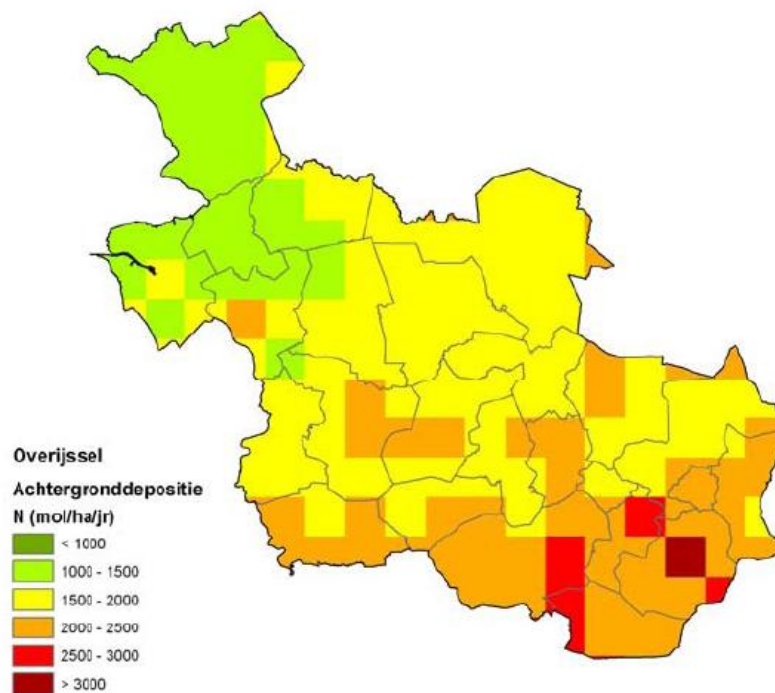 Overijssel
Achtergronddepositie
N (mol/ha/jr)
< 1000
1000 - 1500
1500 - 2000
2000 - 2500
2500 - 3000
> 3000